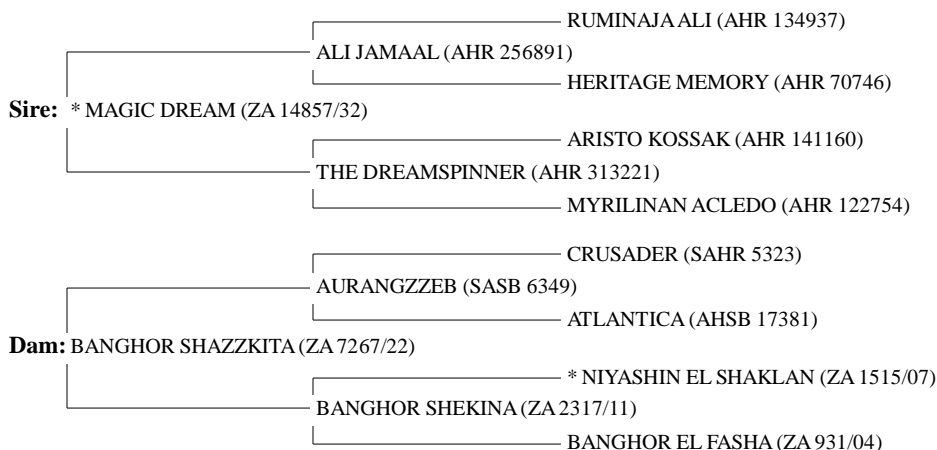 RUMINAJA ALI (AHR 134937)
ALI JAMAAL (AHR 256891)
HERITAGE MEMORY (AHR 70746)
Sire: * MAGIC DREAM (ZA 14857/32)
ARISTO KOSSAK (AHR 141160)
THE DREAMSPINNER (AHR 313221)
MYRILINAN ACLEDO (AHR 122754)
CRUSADER (SAHR 5323)
AURANGZZEB (SASB 6349)
ATLANTICA (AHSB 17381)
Dam: BANGHOR SHAZZKITA (ZA 7267/22)
* NIYASHIN EL SHAKLAN (ZA 1515/07)
BANGHOR SHEKINA (ZA 2317/11)
BANGHOR EL FASHA (ZA 931/04)